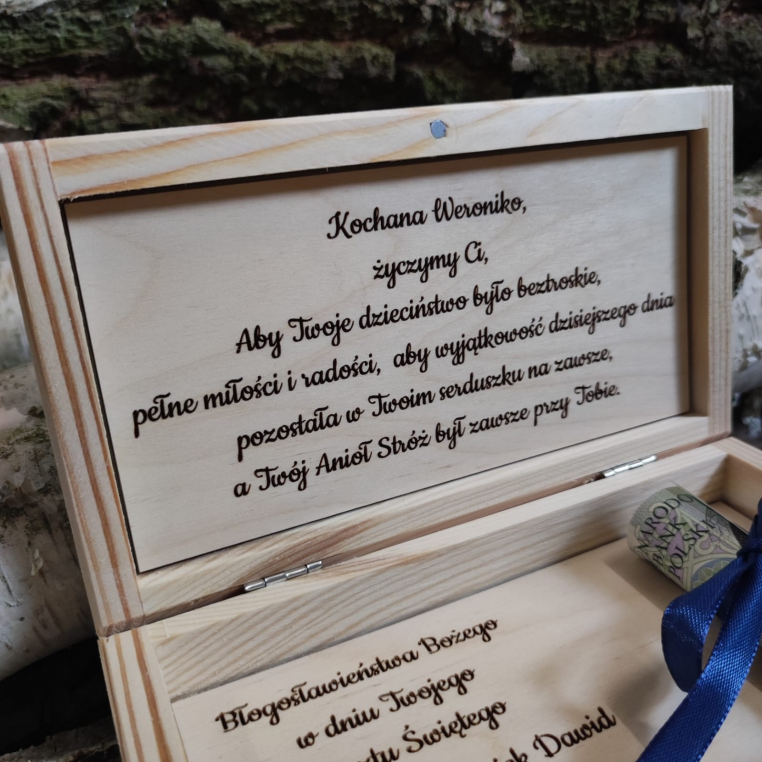 Kochana Weroniko,
życzymy Ci,
Aby Twoje dzieciństwo było beztroskie,
pełne miłości i radości, aby wyjątkowość dzisiejszego dnia
pozostała w Twoim serduszku na zawsze,
a Twój Anioł Stróż był zawsze przy Tobie.
NARODO
BANK
POLSKI
Błogosławieństwa Bożego
w dniu Twojego
Świętego
Dawid